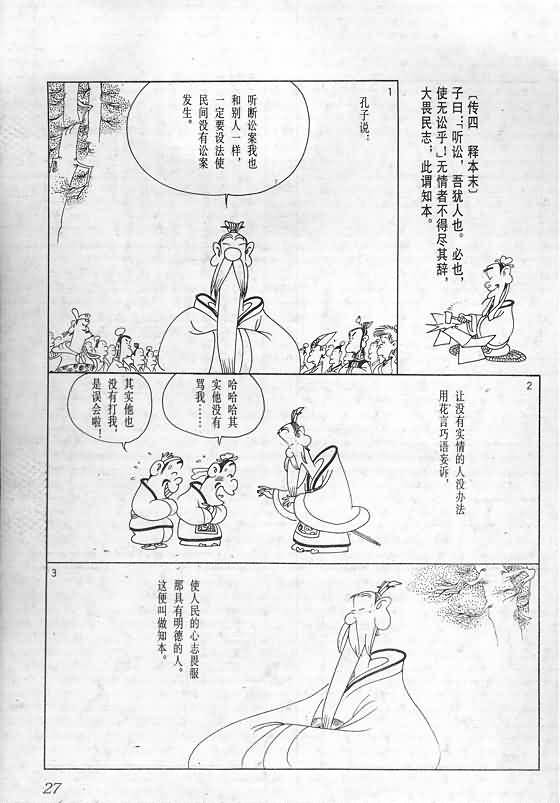 〔传四　释本末〕
子曰：“听讼，吾犹人也。必也，
使无讼乎！”无情者不得尽其辞，
大畏民志；此谓知本。
1
孔子说：
听断讼案我也
和别人一样，
一定要设法使
民间没有讼案
发生。
2
让没有实情的人没办法
用花言巧语妄诉，
哈哈哈其
实他没有
骂我……
其实他也
没有打我，
是误会啦！
3
使人民的心志畏服
那具有明德的人。
这便叫做知本。
27